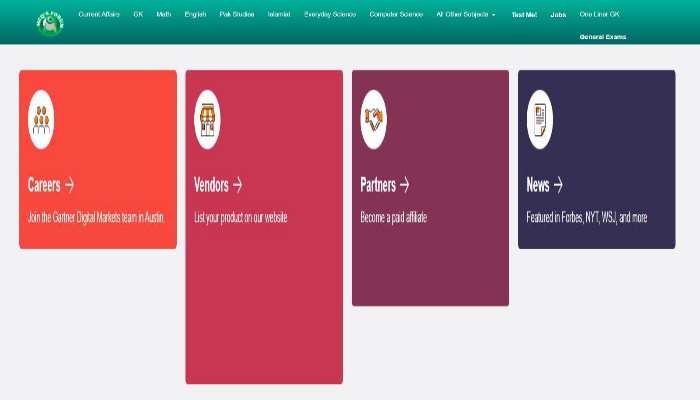 MCQ'S FORUM
Current Affairs GK Math English Pak Studies Islamiat Everyday Science Computer Science All Other Subjects Test Me! Jobs One Liner GK
General Exams
Careers →
Join the Gartner Digital Markets team in Austin
Vendors →
List your product on our website
Partners →
Become a paid affiliate
News →
Featured in Forbes, NYT, WSJ, and more